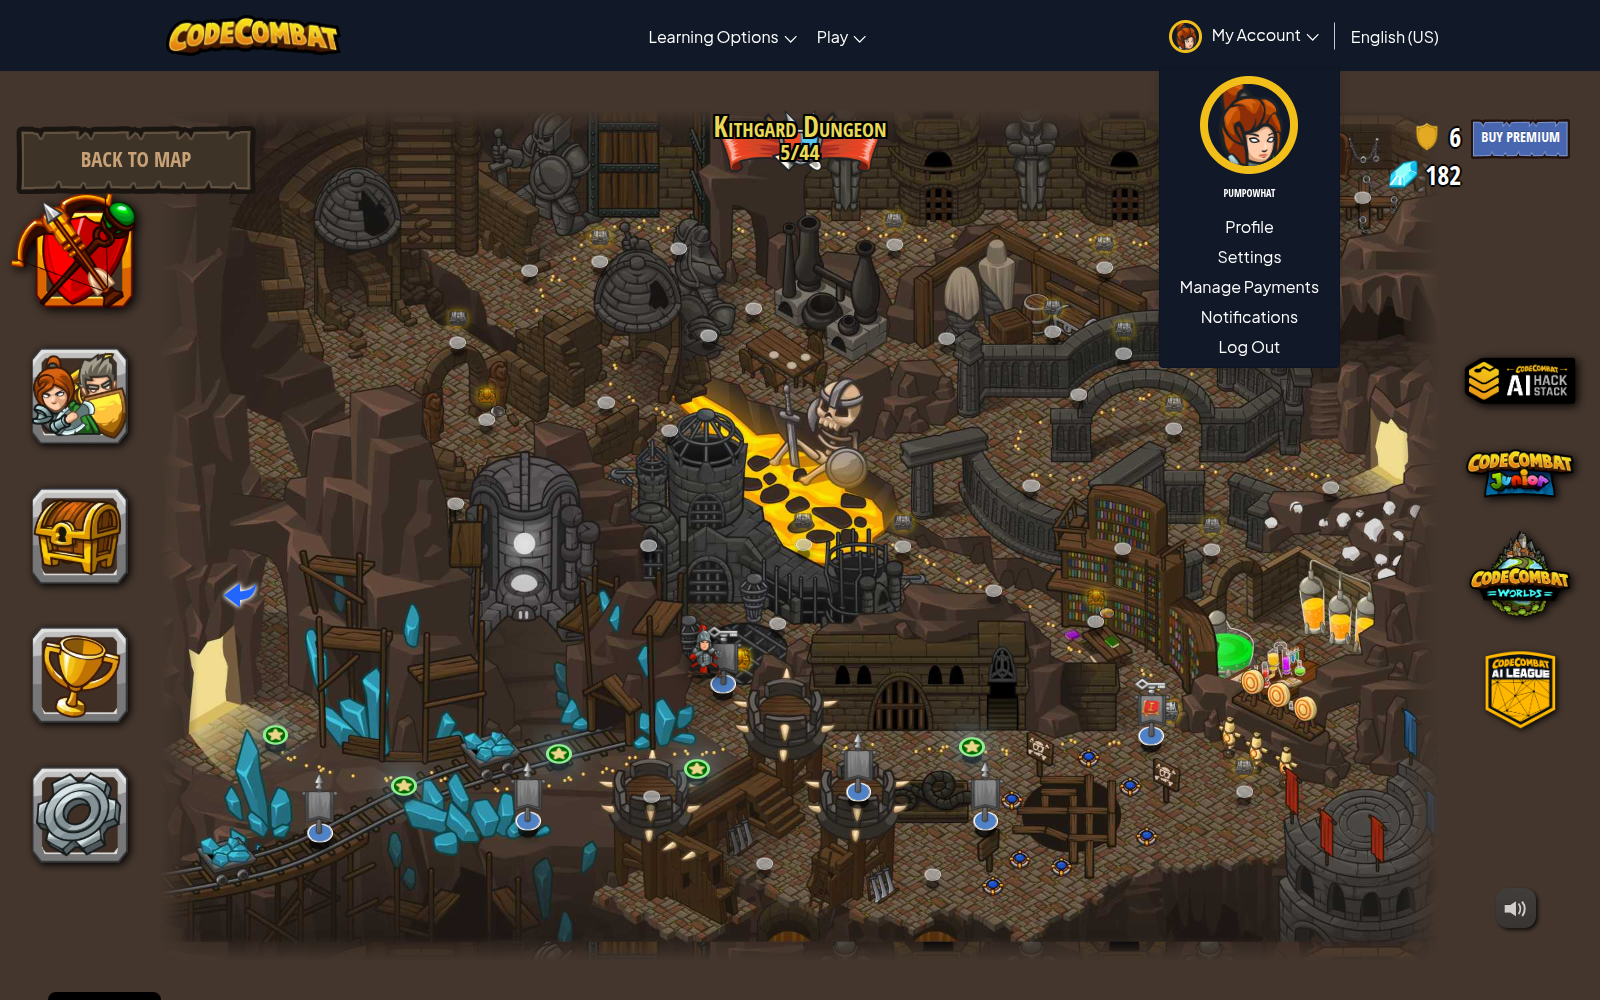 CODECOMBAT
Learning Options
Play
My Account
English (US)
PUMPOWHAT
Profile
Settings
Manage Payments
Notifications
Log Out
BACK TO MAP
KITHGARD DUNGEON
5/44
6
BUY PREMIUM
182
CODECOMBAT
AI HACK STACK
CODECOMBAT
JUNIOR
CODECOMBAT
WORLDS
CODECOMBAT
AI LEAGUE